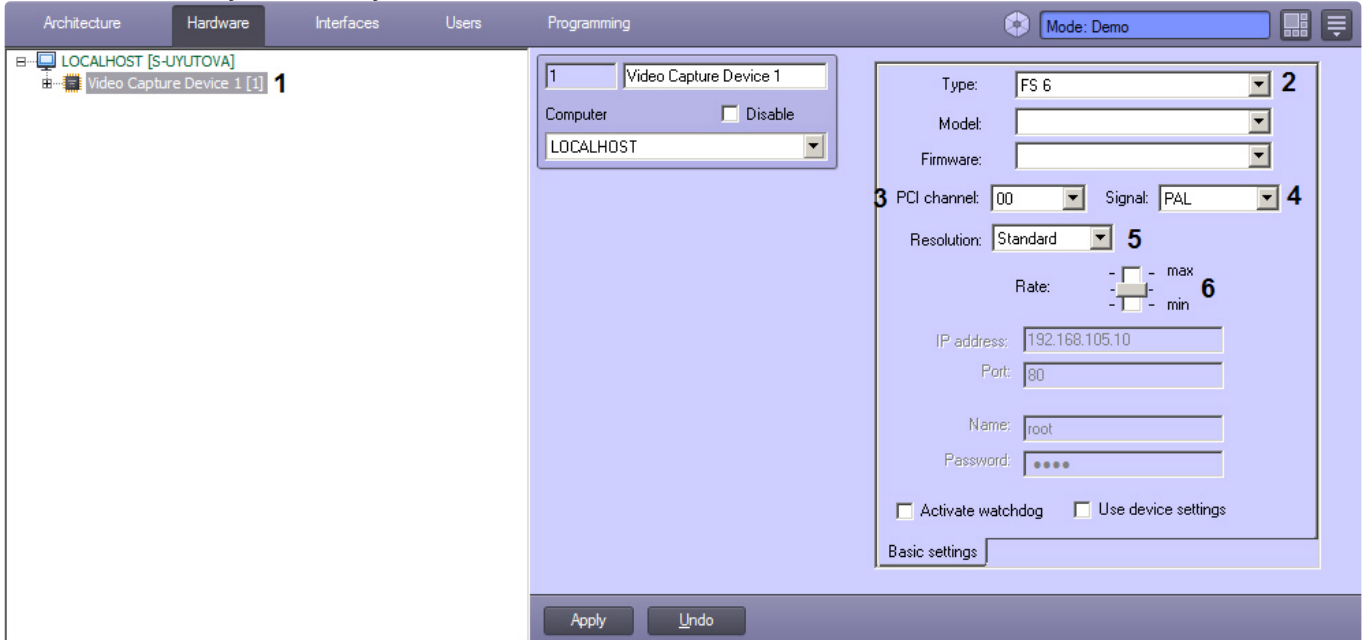 Architecture Hardware Interfaces Users Programming Mode: Demo
LOCALHOST [S-UYUTOVA]
Video Capture Device 1 [1] 1
1 Video Capture Device 1
Computer Disable
LOCALHOST
Type: FS 6 2
Model:
Firmware:
3 PCI channel: 00 Signal: PAL 4
Resolution: Standard 5
Rate: max 6
min
IP address: 192.168.105.10
Port: 80
Name: root
Password: ●●●●
Activate watchdog Use device settings
Basic settings
Apply Undo